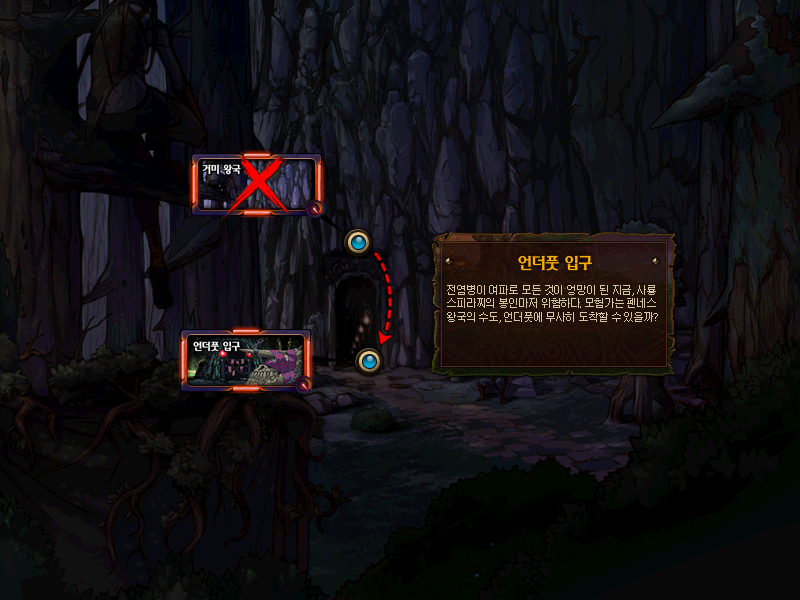 거미 왕국
언더풋 입구
언더풋 입구
전염병이 여파로 모든 것이 엉망이 된 지금, 사룡
스피라찌의 봉인마저 위험하다. 모험가는 펜네스
왕국의 수도, 언더풋에 무사히 도착할 수 있을까?